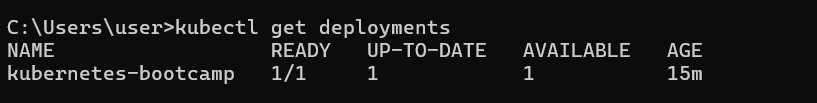 C:\Users\user>kubectl get deployments
NAME                  READY   UP-TO-DATE   AVAILABLE   AGE
kubernetes-bootcamp   1/1     1            1           15m